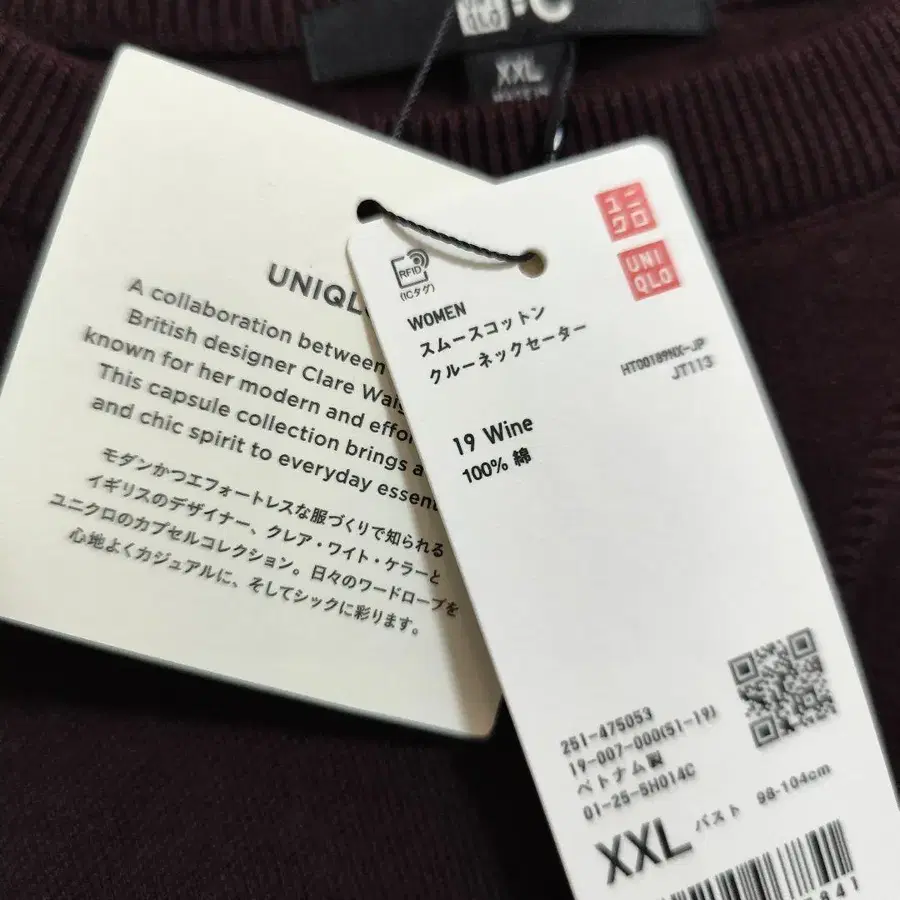 : C
XXL
MADE IN
UNIQLO
A collaboration between
British designer Clare Waig
known for her modern and effor
This capsule collection brings a
and chic spirit to everyday essent
モダンかつエフォートレスな服づくりで知られる
イギリスのデザイナー、クレア・ワイト・ケラーと
ユニクロのカプセルコレクション。日々のワードローブを
心地よくカジュアルに、そしてシックに彩ります。
ユニクロ
UNIQLO
RFID
(ICタグ)
WOMEN
スムースコットン
クルーネックセーター
HT00189NX-JP
JT113
19 Wine
100% 綿
251-475053
19-007-000(51-19)
ベトナム製
01-25-5H014C
XXL バスト 98-104cm
841